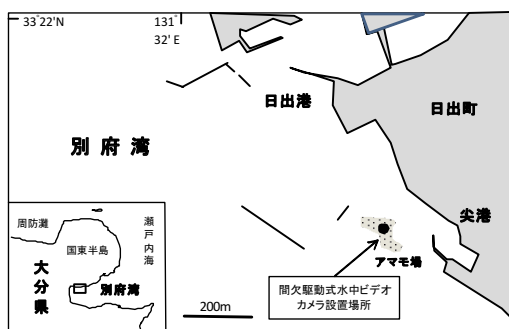 33°22'N
131°
32' E
日出港
日出町
別府湾
尖港
アマモ場
間欠駆動式水中ビデオ
カメラ設置場所
200m
周防灘
瀬戸内海
国東半島
大分県
別府湾